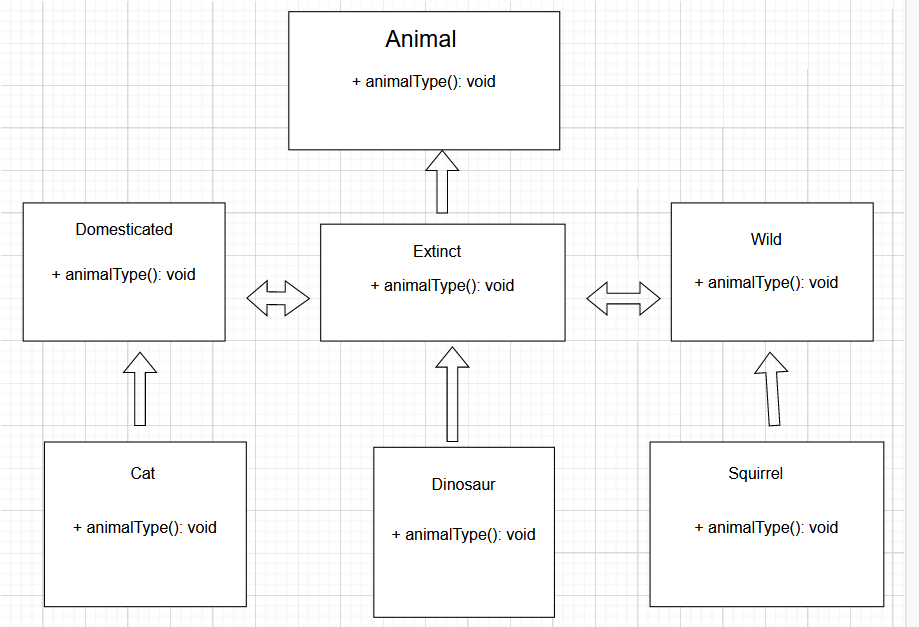 Animal
+ animalType(): void
Domesticated
+ animalType(): void
Extinct
+ animalType(): void
Wild
+ animalType(): void
Cat
+ animalType(): void
Dinosaur
+ animalType(): void
Squirrel
+ animalType(): void